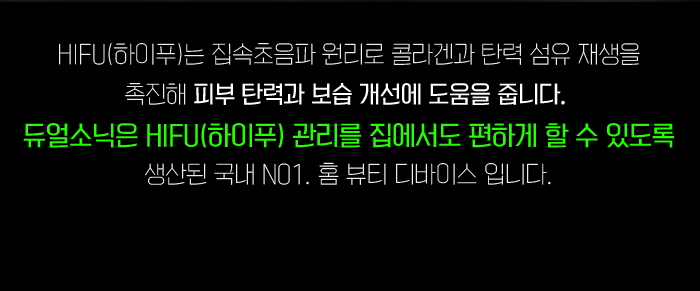 HIFU(하이푸)는 집속초음파 원리로 콜라겐과 탄력 섬유 재생을
촉진해 피부 탄력과 보습 개선에 도움을 줍니다.
듀얼소닉은 HIFU(하이푸) 관리를 집에서도 편하게 할 수 있도록
생산된 국내 NO1. 홈 뷰티 디바이스 입니다.